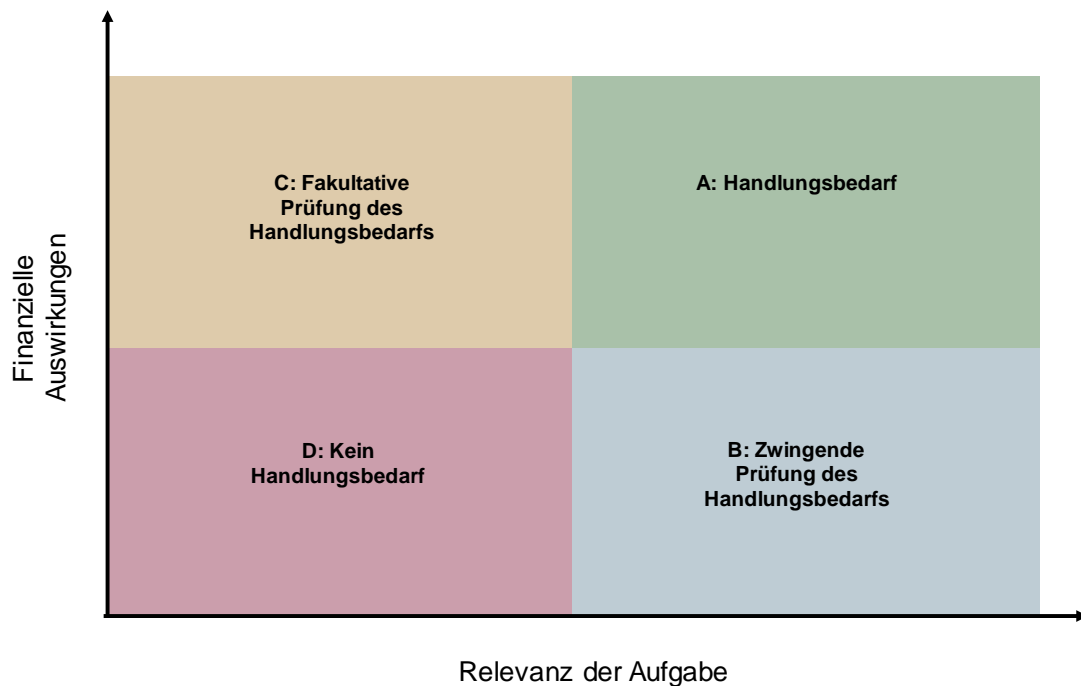 C: Fakultative
Prüfung des
Handlungsbedarfs
A: Handlungsbedarf
Finanzielle
Auswirkungen
D: Kein
Handlungsbedarf
B: Zwingende
Prüfung des
Handlungsbedarfs
Relevanz der Aufgabe